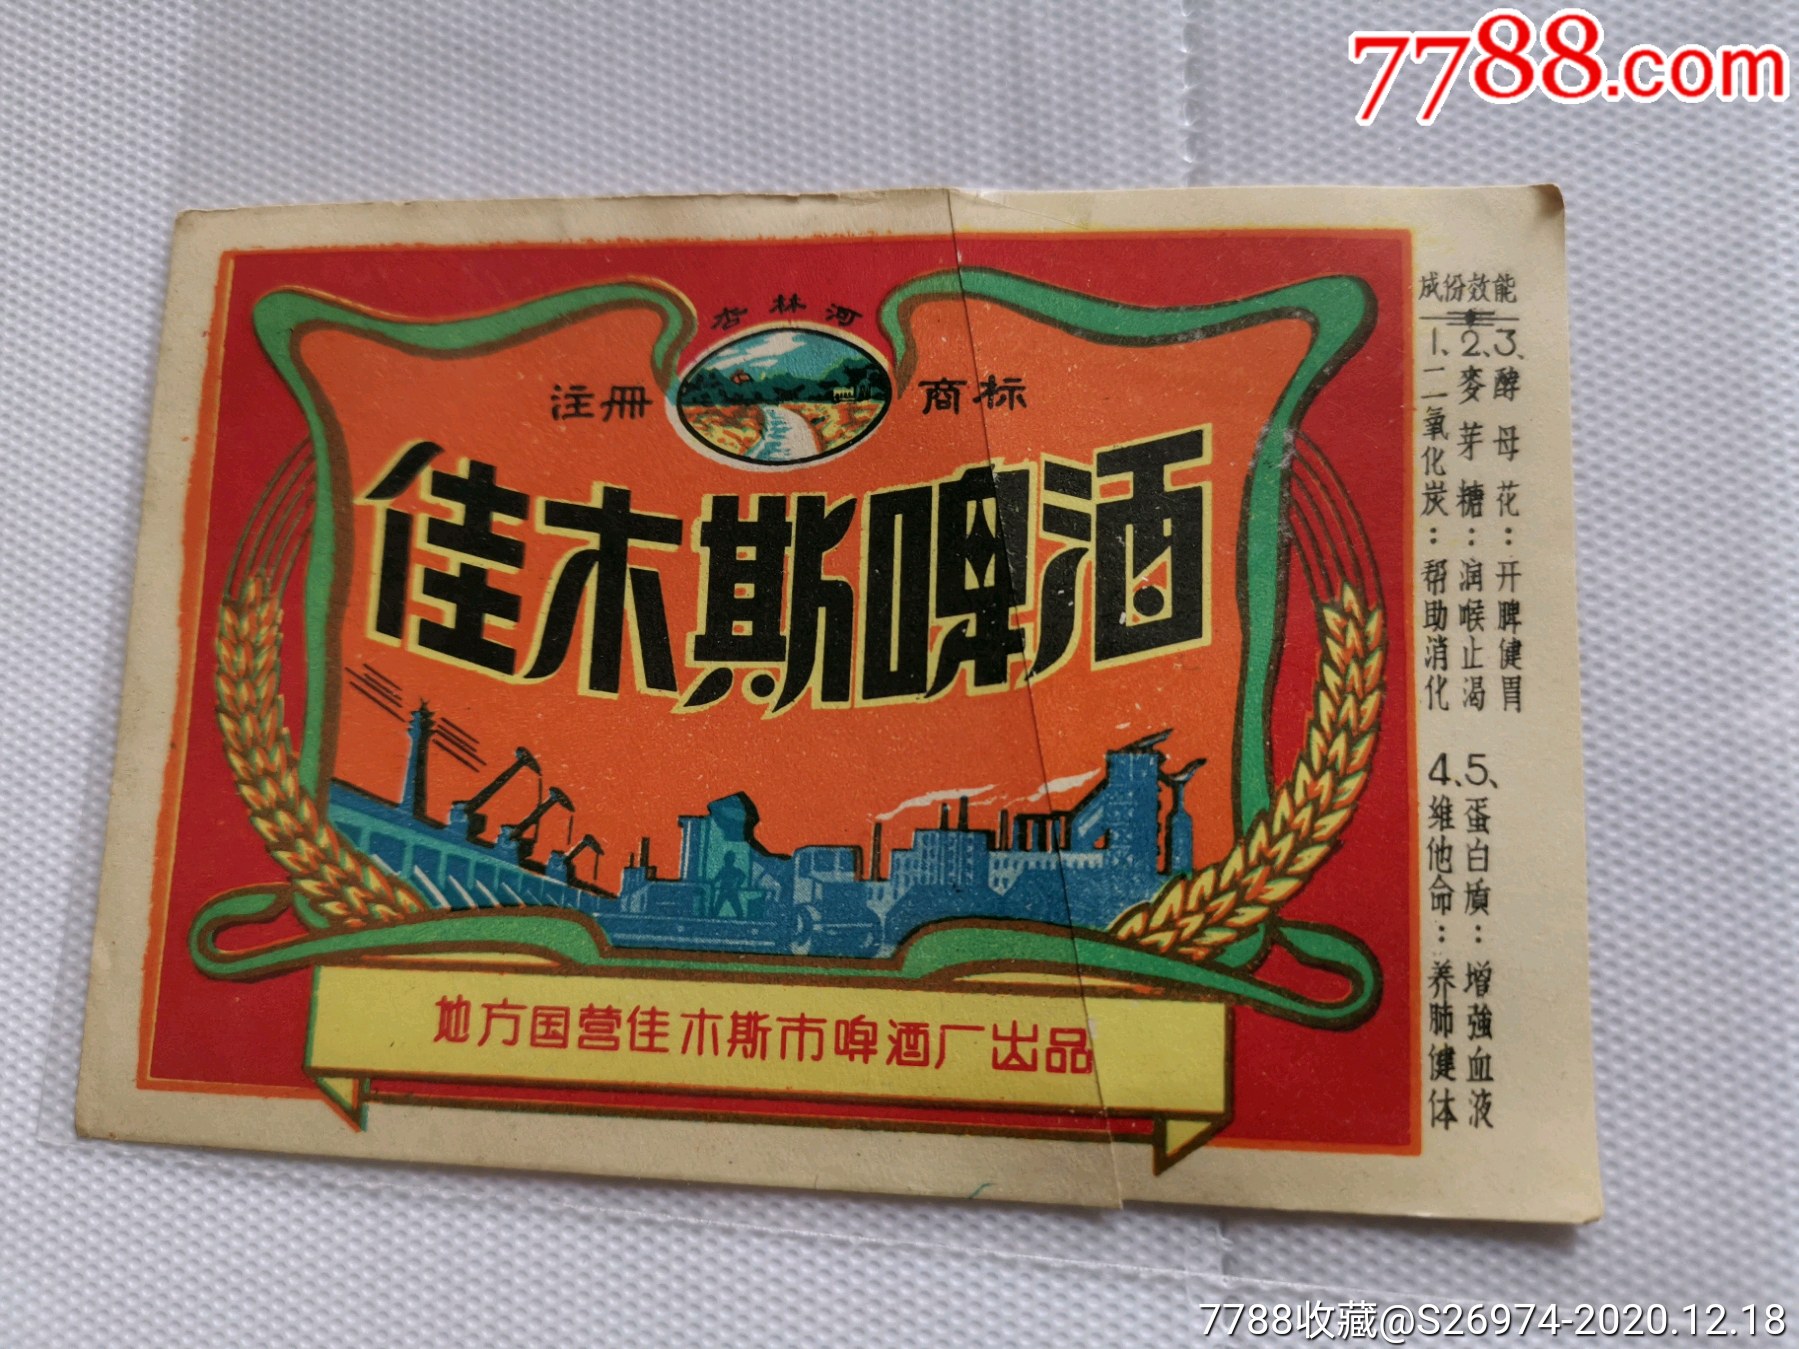 7788.com
杏林河
注册 商标
佳木斯啤酒
地方国营佳木斯市啤酒厂出品
成份效能
1、二氧化炭：帮助消化
2、麦芽糖：润喉止渴
3、酵母花：开脾健胃
4、维他命：养肺健体
5、蛋白质：增強血液
7788收藏@S26974-2020.12.18